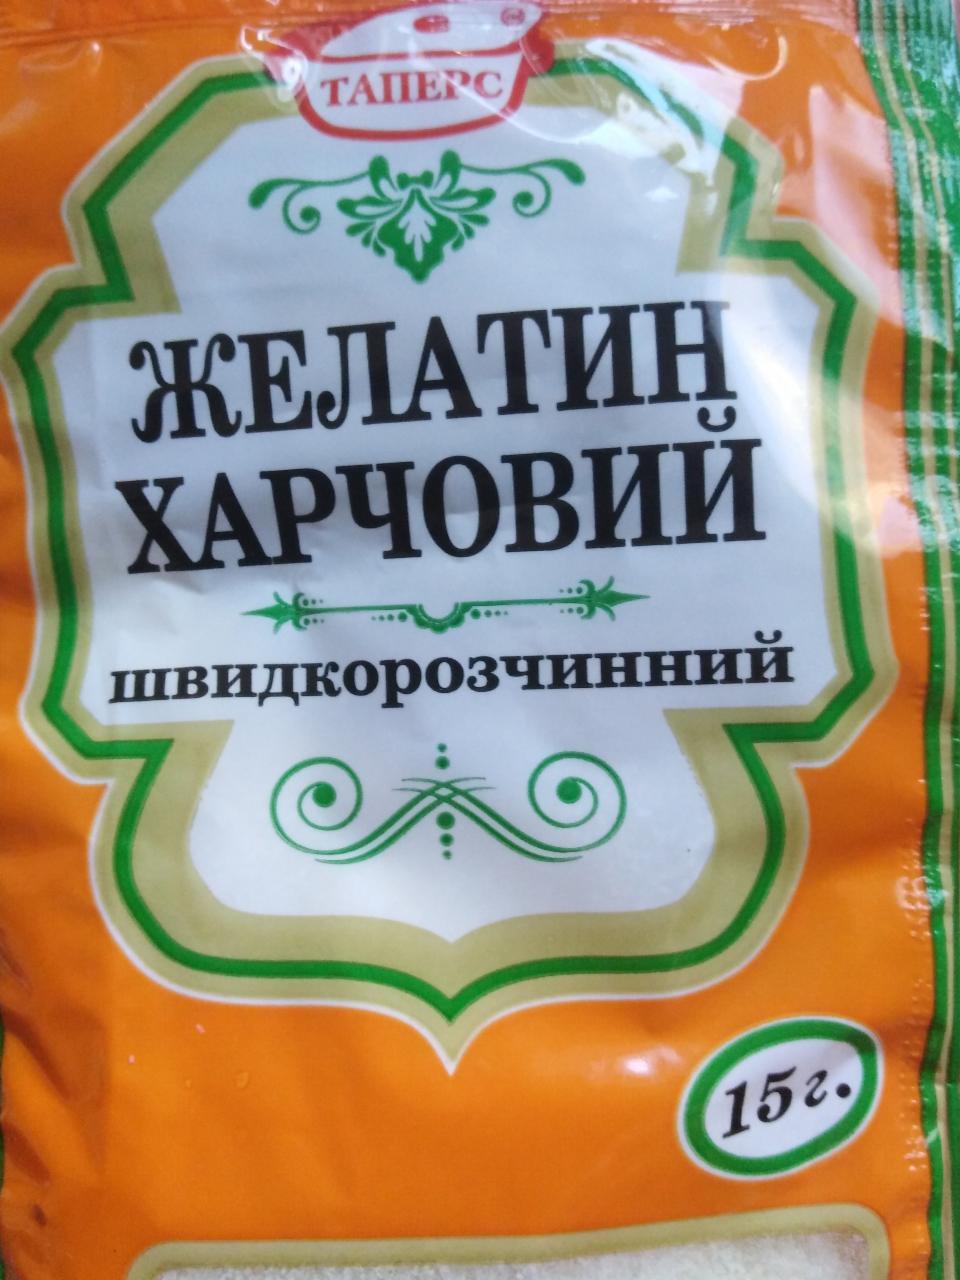 ТАПЕРС
ЖЕЛАТИН
ХАРЧОВИЙ
швидкорозчинний
15г.